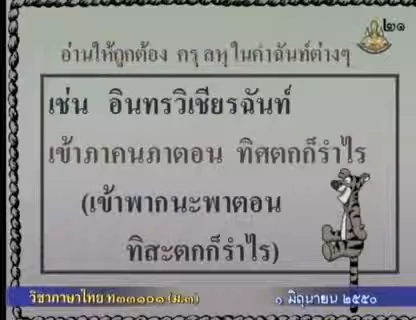 ๒๑
อ่านให้ถูกต้อง ครุ ลหุ ในคำฉันท์ต่างๆ
เช่น อินทรวิเชียรฉันท์
เข้าภาคนภาตอน ทิศตกก็รำไร
(เข้าพากนะพาตอน
ทิสะตกก็รำไร)
วิชาภาษาไทย ท๓๓๑๐๑ (ม.๓) ๑ มิถุนายน ๒๕๕๐